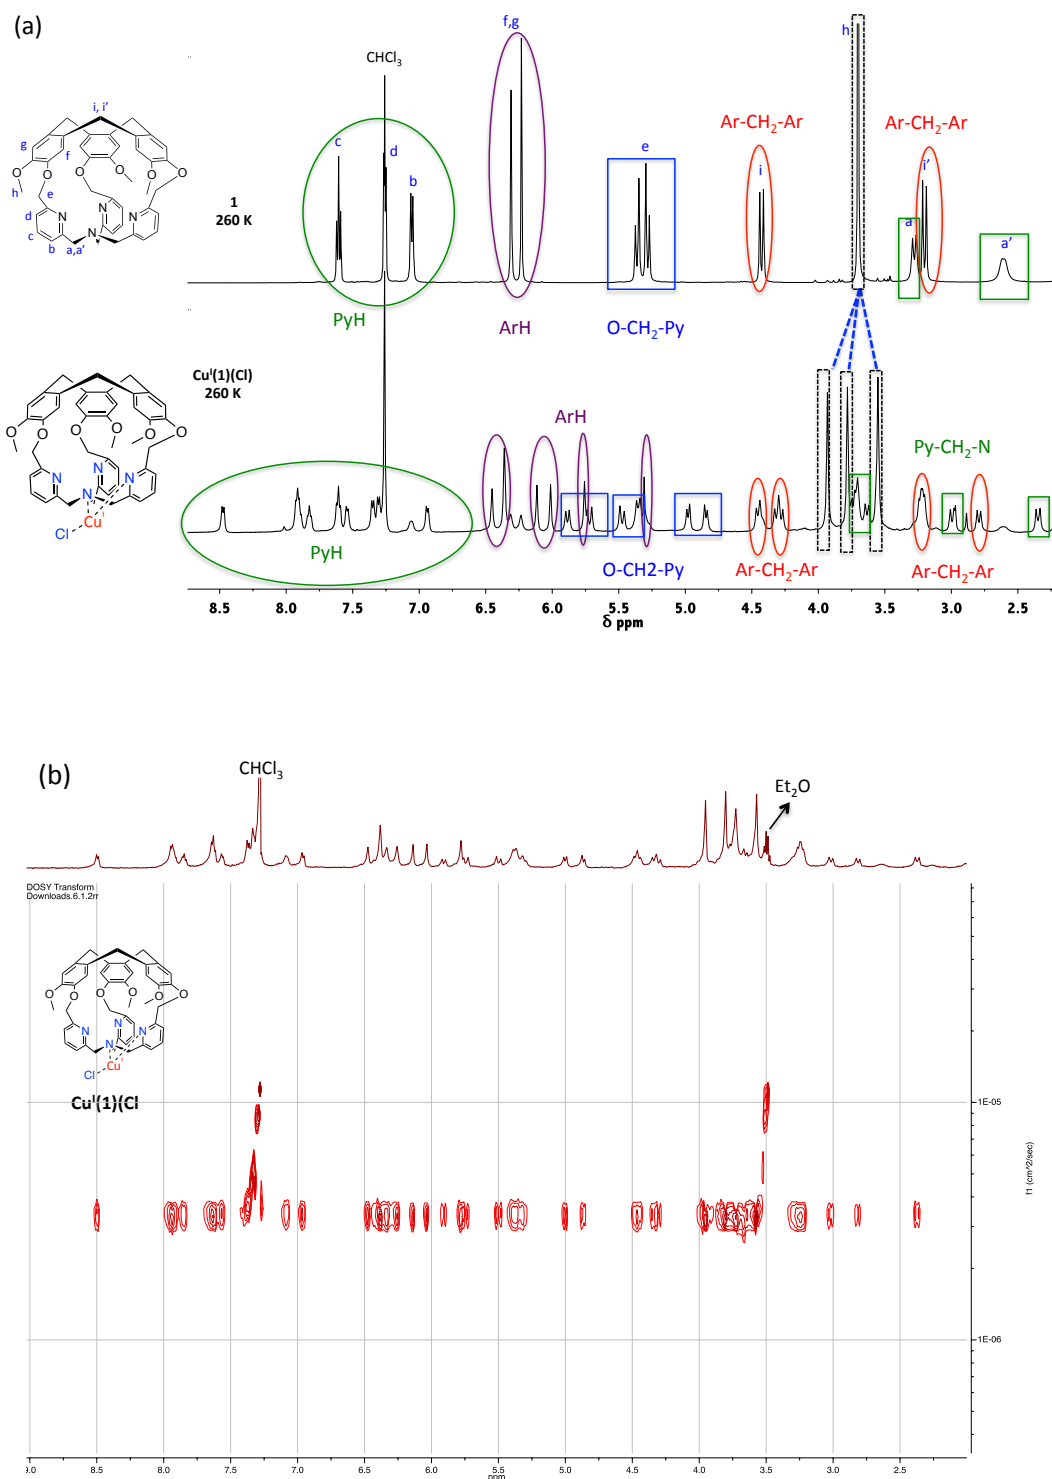 (a)
f,g
h
CHCl3
i, i'
Ar-CH2-Ar
Ar-CH2-Ar
c
d
e
i
i'
g
f
O
O
O
O
O
O
b
a
a'
h
e
1
260 K
d
N
N
N
c
b
a,a'
N
PyH
ArH
O-CH2-Py
CuI(1)(Cl)
260 K
ArH
Py-CH2-N
O
O
O
O
O
O
N
N
N
N
CuI
Cl
PyH
O-CH2-Py
Ar-CH2-Ar
Ar-CH2-Ar
8.5 8.0 7.5 7.0 6.5 6.0 5.5 5.0 4.5 4.0 3.5 3.0 2.5
δ ppm
(b)
CHCl3
Et2O
DOSY Transform
Downloads.6.1.2rr
O
O
O
O
O
O
N
N
N
N
CuI
Cl
CuI(1)(Cl
1E-05
f1 (cm^2/sec)
1E-06
9.0 8.5 8.0 7.5 7.0 6.5 6.0 5.5 5.0 4.5 4.0 3.5 3.0 2.5
ppm